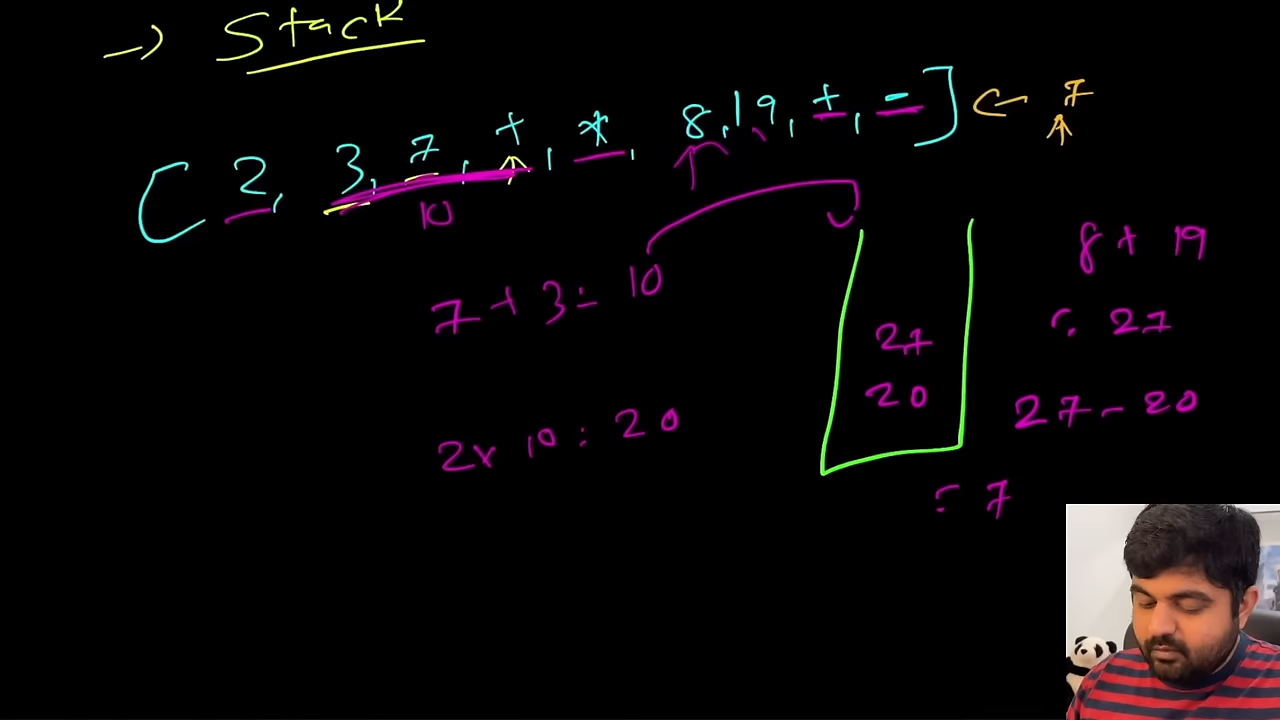 → Stack
[ 2, 3, 7, +, *, 8, 19, +, - ] ← 7
10
7 + 3 = 10
8 + 19
= 27
27
20
2 x 10 = 20
27 - 20
= 7